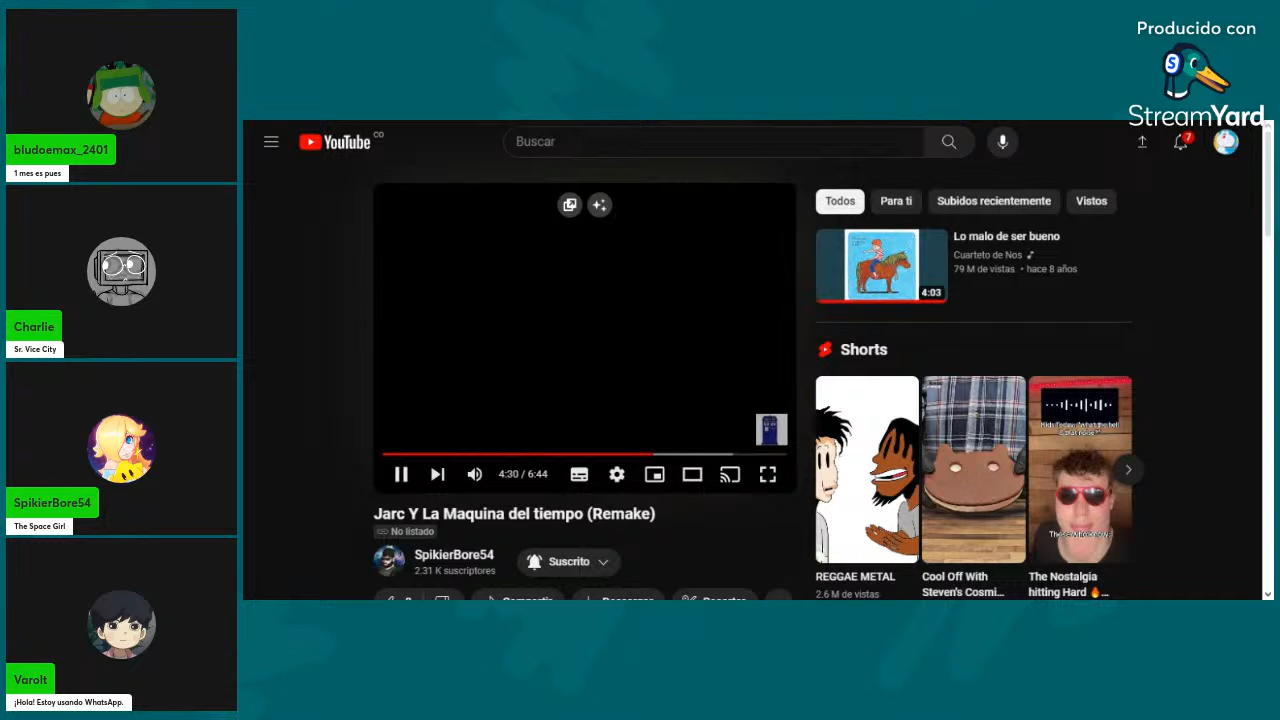 Producido con
StreamYard
bludoemax_2401
1 mes es pues
Charlie
Sr. Vice City
SpikierBore54
The Space Girl
Varolt
¡Hola! Estoy usando WhatsApp.
YouTube CO
Buscar
7
Todos
Para ti
Subidos recientemente
Vistos
Lo malo de ser bueno
Cuarteto de Nos
79 M de vistas • hace 8 años
4:03
Shorts
4:30 / 6:44
Jarc Y La Maquina del tiempo (Remake)
No listado
SpikierBore54
2.31 K suscriptores
Suscrito
REGGAE METAL
2.6 M de vistas
Cool Off With
Steven's Cosmi...
The Nostalgia
hitting Hard 🔥...
Compartir
Descargar